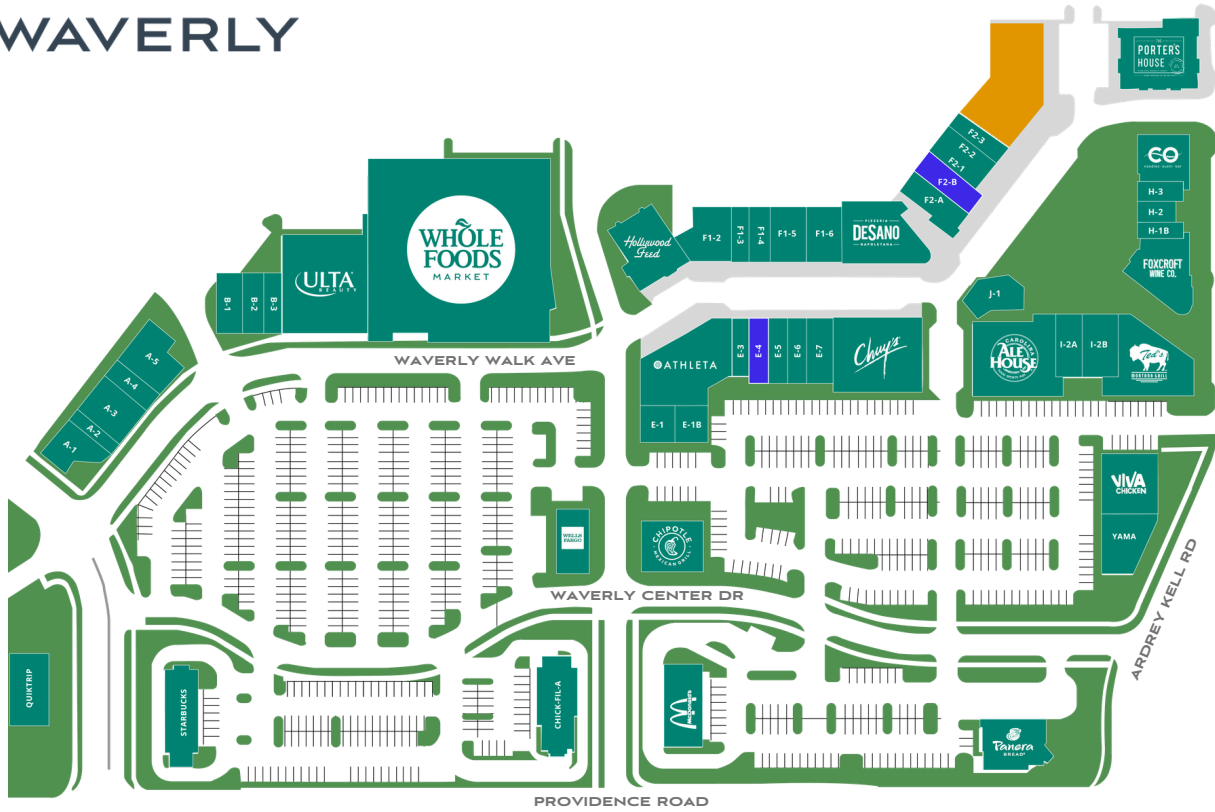 WAVERLY
THE
PORTER'S
HOUSE
F2-3
F2-2
F2-1
F2-B
F2-A
CO
NOODLES · SUSHI · BAR
H-3
H-2
H-1B
FOXCROFT
WINE CO.
J-1
WHOLE
FOODS
MARKET
ULTA
BEAUTY
B-1
B-2
B-3
Hollywood
Feed
F1-2
F1-3
F1-4
F1-5
F1-6
PIZZERIA
DESANO
NAPOLETANA
A-5
A-4
A-3
A-2
A-1
WAVERLY WALK AVE
ATHLETA
E-3
E-4
E-5
E-6
E-7
Chuy's
E-1
E-1B
CAROLINA
ALE
HOUSE
I-2A
I-2B
Ted's
MONTANA GRILL
VIVA
CHICKEN
YAMA
WELLS
FARGO
CHIPOTLE
MEXICAN GRILL
WAVERLY CENTER DR
ARDREY KELL RD
QUIKTRIP
STARBUCKS
CHICK-FIL-A
McDonald's
Panera
BREAD®
PROVIDENCE ROAD